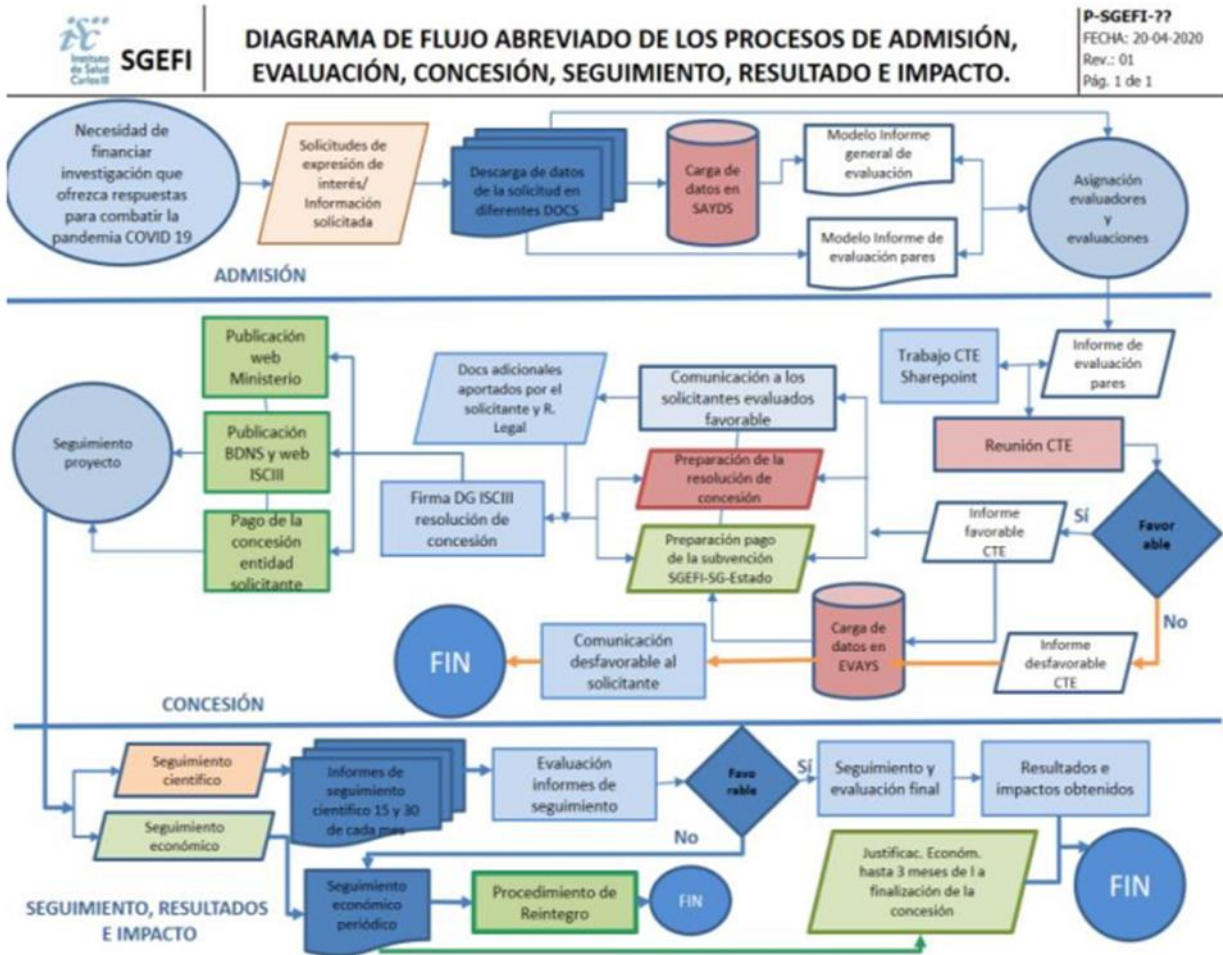 isc
Instituto
de Salud
Carlos III
SGEFI
DIAGRAMA DE FLUJO ABREVIADO DE LOS PROCESOS DE ADMISIÓN,
EVALUACIÓN, CONCESIÓN, SEGUIMIENTO, RESULTADO E IMPACTO.
P-SGEFI-??
FECHA: 20-04-2020
Rev.: 01
Pág. 1 de 1
Necesidad de
financiar
investigación que
ofrezca respuestas
para combatir la
pandemia COVID 19
Solicitudes de
expresión de
interés/
Información
solicitada
Descarga de datos
de la solicitud en
diferentes DOCS
Carga de
datos en
SAYDS
Modelo Informe
general de
evaluación
Modelo Informe de
evaluación pares
Asignación
evaluadores
y
evaluaciones
ADMISIÓN
Publicación
web
Ministerio
Publicación
BDNS y web
ISCIII
Pago de la
concesión
entidad
solicitante
Seguimiento
proyecto
Docs adicionales
aportados por el
solicitante y R.
Legal
Firma DG ISCIII
resolución de
concesión
Comunicación a los
solicitantes evaluados
favorable
Preparación de la
resolución de
concesión
Preparación pago
de la subvención
SGEFI-SG-Estado
Trabajo CTE
Sharepoint
Informe de
evaluación
pares
Reunión CTE
Informe
favorable
CTE
Sí
Favor
able
No
Informe
desfavorable
CTE
Carga de
datos en
EVAYS
Comunicación
desfavorable al
solicitante
FIN
CONCESIÓN
Seguimiento
científico
Seguimiento
económico
Informes de
seguimiento
científico 15 y 30
de cada mes
Evaluación
informes de
seguimiento
Favo
rable
Sí
No
Seguimiento y
evaluación final
Resultados e
impactos obtenidos
Seguimiento
económico
periódico
Procedimiento de
Reintegro
FIN
Justificac. Económ.
hasta 3 meses de l a
finalización de la
concesión
FIN
SEGUIMIENTO, RESULTADOS
E IMPACTO